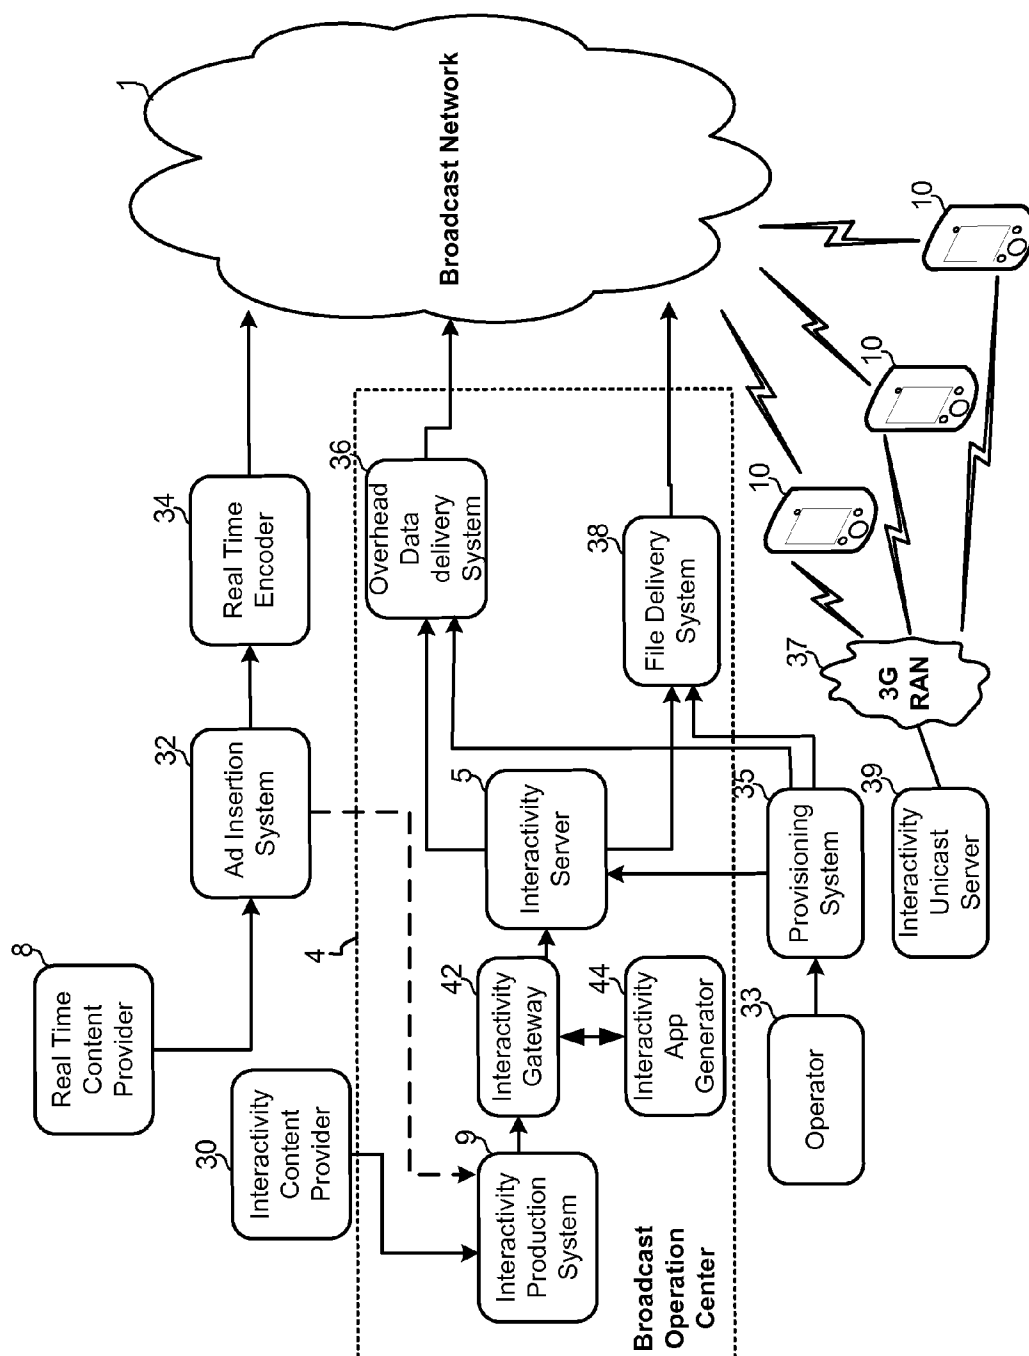 8
Real Time
Content
Provider
32
Ad Insertion
System
34
Real Time
Encoder
1
Broadcast Network
30
Interactivity
Content
Provider
4
9
Interactivity
Production
System
42
Interactivity
Gateway
44
Interactivity
App
Generator
5
Interactivity
Server
36
Overhead
Data
delivery
System
38
File Delivery
System
Broadcast
Operation
Center
33
Operator
35
Provisioning
System
39
Interactivity
Unicast
Server
37
3G
RAN
10
10
10